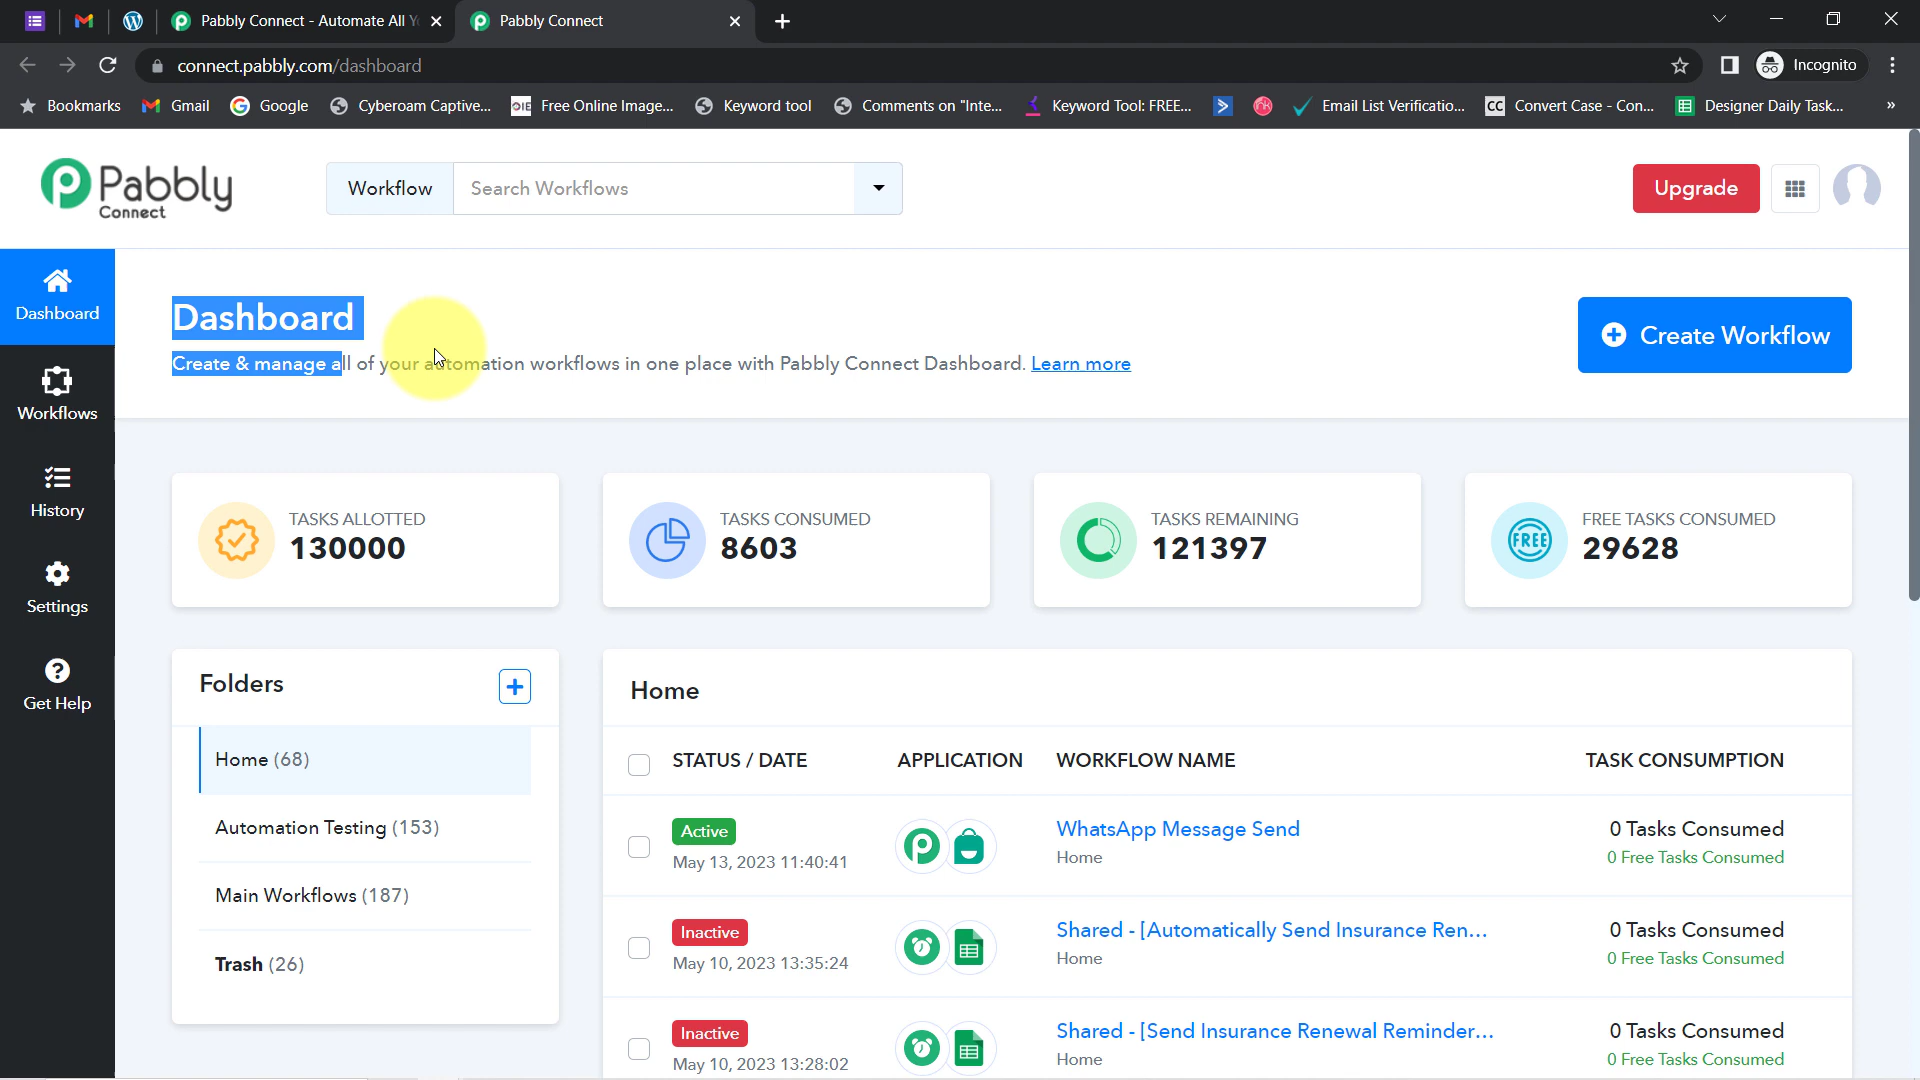 Pabbly Connect - Automate All Y
Pabbly Connect
connect.pabbly.com/dashboard
Incognito
Bookmarks
Gmail
Google
Cyberoam Captive...
OIE
Free Online Image...
Keyword tool
Comments on "Inte...
Keyword Tool: FREE...
Email List Verificatio...
CC
Convert Case - Con...
Designer Daily Task...
Pabbly
Connect
Workflow
Search Workflows
Upgrade
Dashboard
Workflows
History
Settings
Get Help
Dashboard
Create & manage all of your automation workflows in one place with Pabbly Connect Dashboard. Learn more
Create Workflow
TASKS ALLOTTED
130000
TASKS CONSUMED
8603
TASKS REMAINING
121397
FREE
FREE TASKS CONSUMED
29628
Folders
Home (68)
Automation Testing (153)
Main Workflows (187)
Trash (26)
Home
STATUS / DATE APPLICATION WORKFLOW NAME TASK CONSUMPTION
Active
May 13, 2023 11:40:41
WhatsApp Message Send
Home
0 Tasks Consumed
0 Free Tasks Consumed
Inactive
May 10, 2023 13:35:24
Shared - [Automatically Send Insurance Ren...
Home
0 Tasks Consumed
0 Free Tasks Consumed
Inactive
May 10, 2023 13:28:02
Shared - [Send Insurance Renewal Reminder...
Home
0 Tasks Consumed
0 Free Tasks Consumed